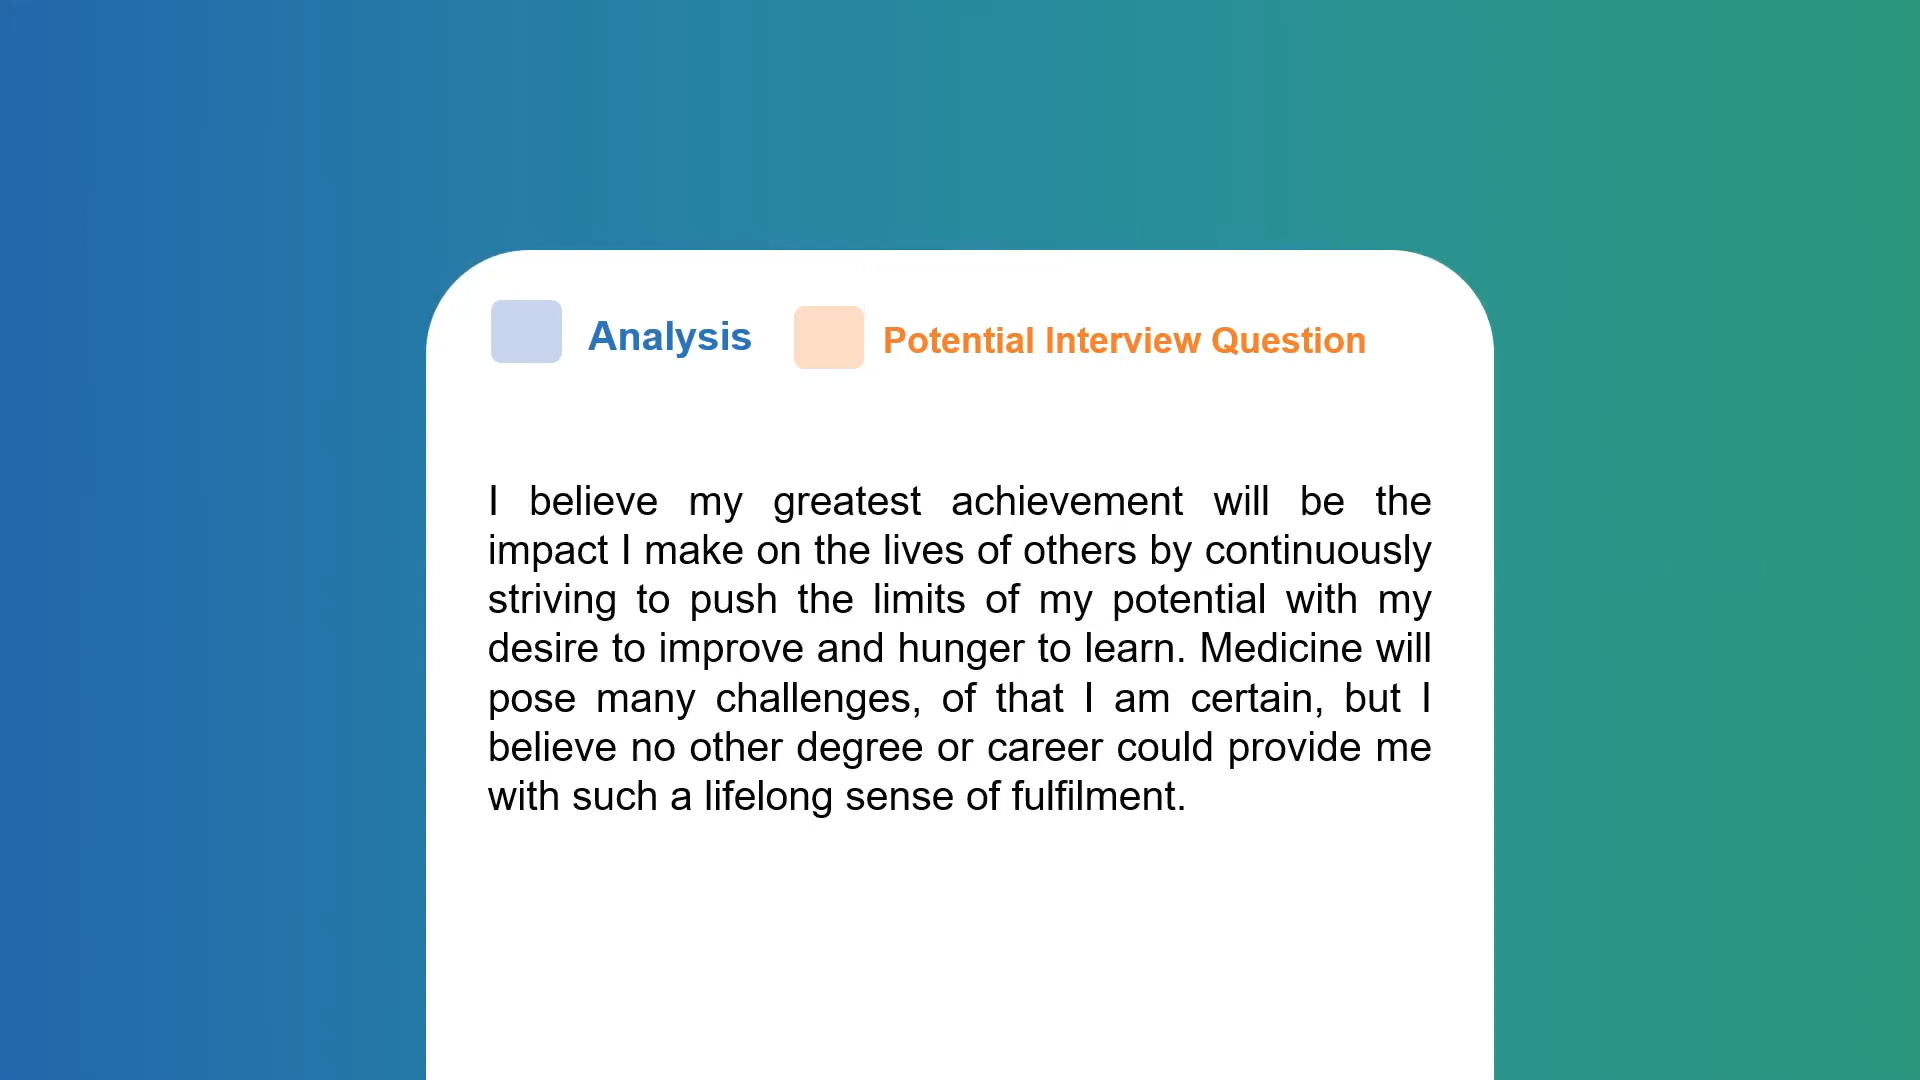 Analysis
Potential Interview Question
I believe my greatest achievement will be the
impact I make on the lives of others by continuously
striving to push the limits of my potential with my
desire to improve and hunger to learn. Medicine will
pose many challenges, of that I am certain, but I
believe no other degree or career could provide me
with such a lifelong sense of fulfilment.